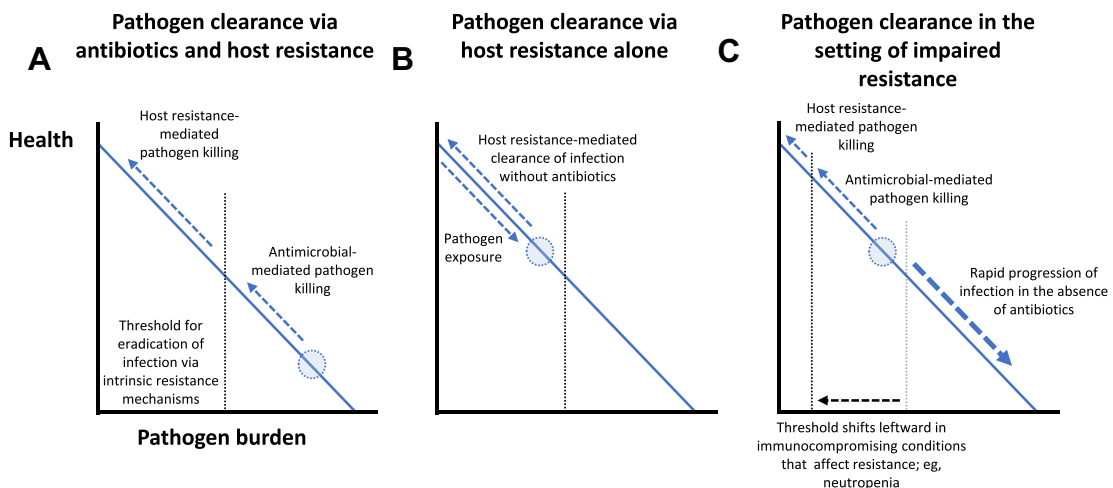 A
Pathogen clearance via
antibiotics and host resistance
Health
Host resistance-
mediated
pathogen killing
Antimicrobial-
mediated pathogen
killing
Threshold for
eradication of
infection via
intrinsic resistance
mechanisms
Pathogen burden
B
Pathogen clearance via
host resistance alone
Host resistance-mediated
clearance of infection
without antibiotics
Pathogen
exposure
C
Pathogen clearance in the
setting of impaired
resistance
Host resistance-
mediated pathogen
killing
Antimicrobial-mediated
pathogen killing
Rapid progression of
infection in the absence
of antibiotics
Threshold shifts leftward in
immunocompromising conditions
that affect resistance; eg,
neutropenia